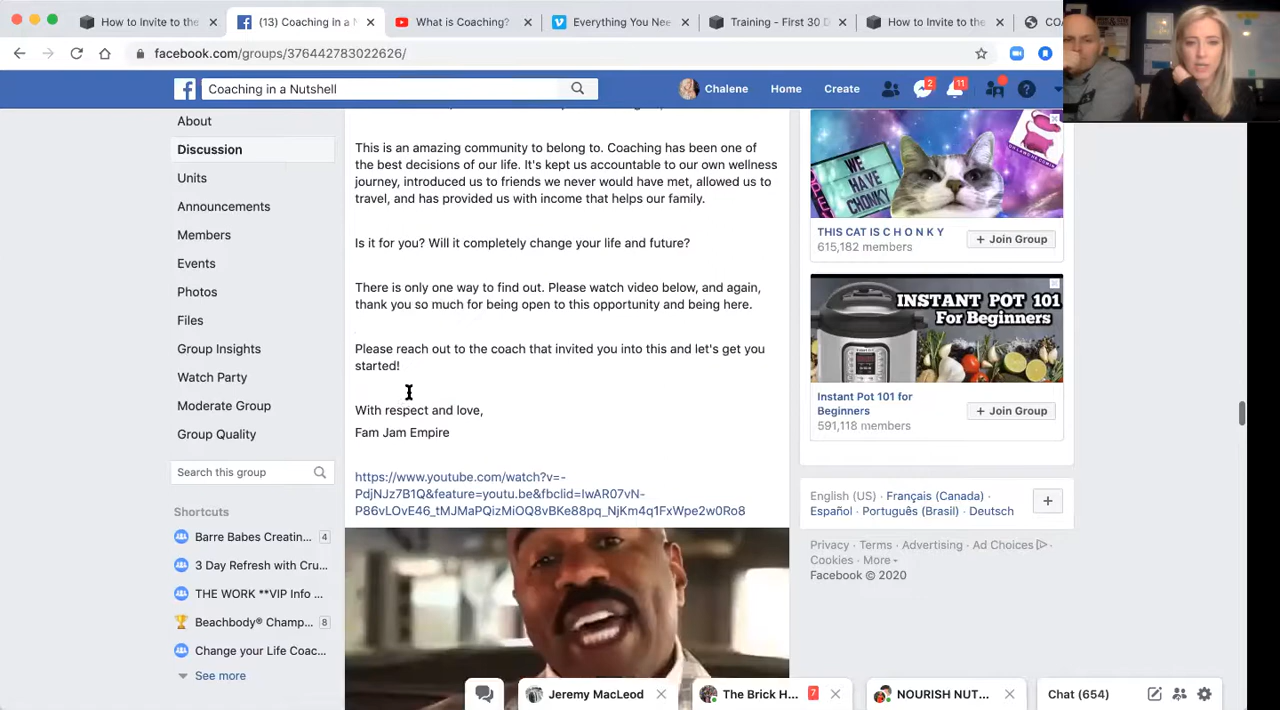 How to Invite to the
(13) Coaching in a N
What is Coaching?
Everything You Nee
Training - First 30 D
How to Invite to the
COA
facebook.com/groups/376442783022626/
Coaching in a Nutshell
Chalene
Home
Create
2
11
About
Discussion
Units
Announcements
Members
Events
Photos
Files
Group Insights
Watch Party
Moderate Group
Group Quality
Search this group
Shortcuts
Barre Babes Creatin... 4
3 Day Refresh with Cru...
THE WORK **VIP Info ...
Beachbody® Champ... 8
Change your Life Coac...
See more
This is an amazing community to belong to. Coaching has been one of
the best decisions of our life. It's kept us accountable to our own wellness
journey, introduced us to friends we never would have met, allowed us to
travel, and has provided us with income that helps our family.
Is it for you? Will it completely change your life and future?
There is only one way to find out. Please watch video below, and again,
thank you so much for being open to this opportunity and being here.
Please reach out to the coach that invited you into this and let's get you
started!
With respect and love,
Fam Jam Empire
https://www.youtube.com/watch?v=-
PdjNJz7B1Q&feature=youtu.be&fbclid=IwAR07vN-
P86vLOvE46_tMJMaPQizMiOQ8vBKe88pq_NjKm4q1FxWpe2w0Ro8
WE
HAVE
CHONKY
THIS CAT IS C H O N K Y
615,182 members
+ Join Group
INSTANT POT 101
For Beginners
Instant Pot 101 for
Beginners
591,118 members
+ Join Group
English (US) · Français (Canada) ·
Español · Português (Brasil) · Deutsch
Privacy · Terms · Advertising · Ad Choices ·
Cookies · More
Facebook © 2020
Jeremy MacLeod
The Brick H... 7
NOURISH NUT...
Chat (654)